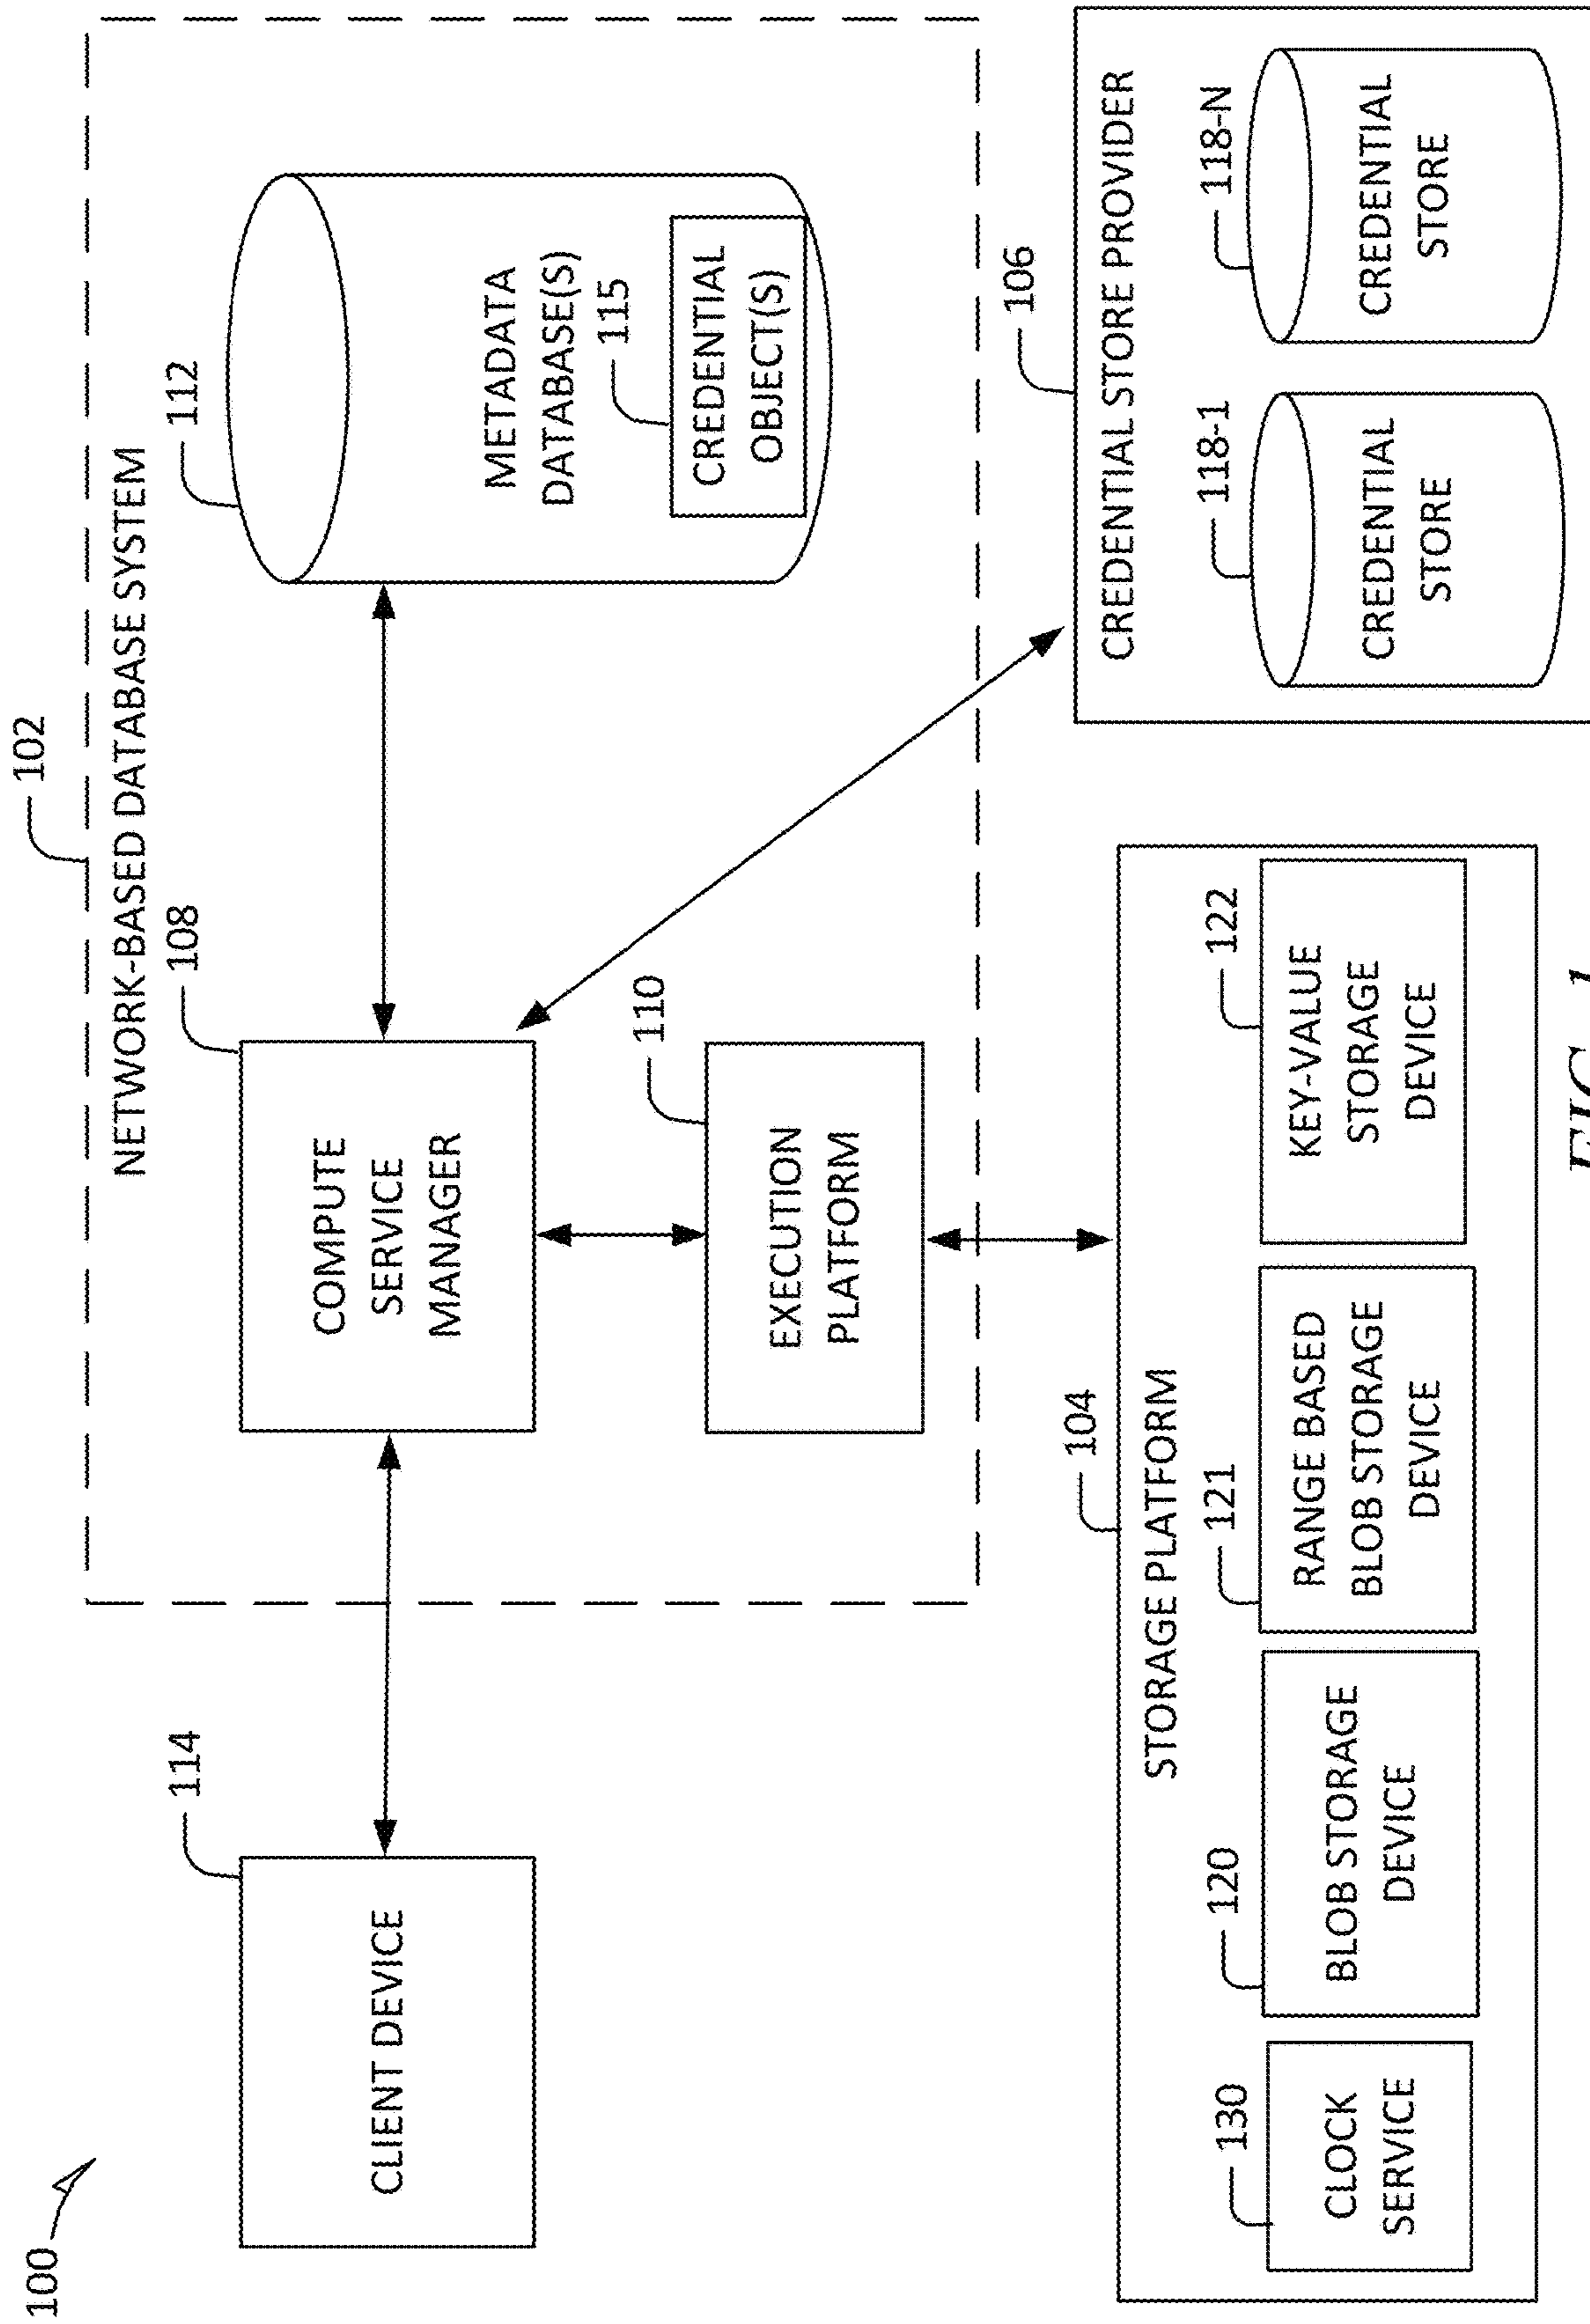 100
102
NETWORK-BASED DATABASE SYSTEM
114
CLIENT DEVICE
108
COMPUTE
SERVICE
MANAGER
112
METADATA
DATABASE(S)
115
CREDENTIAL
OBJECT(S)
110
EXECUTION
PLATFORM
104
STORAGE PLATFORM
130
CLOCK
SERVICE
120
BLOB STORAGE
DEVICE
121
RANGE BASED
BLOB STORAGE
DEVICE
122
KEY-VALUE
STORAGE
DEVICE
106
CREDENTIAL STORE PROVIDER
118-1
CREDENTIAL
STORE
118-N
CREDENTIAL
STORE
FIG. 1